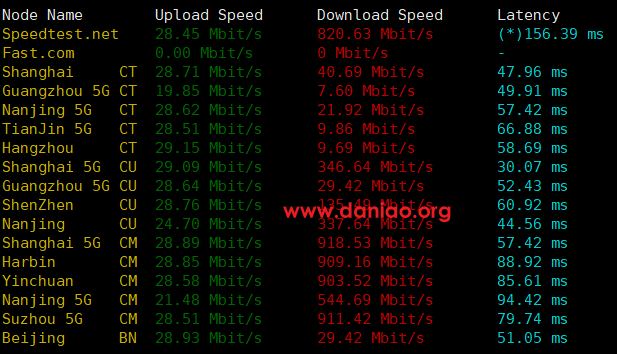 Node Name Upload Speed Download Speed Latency
Speedtest.net 28.45 Mbit/s 820.63 Mbit/s (*)156.39 ms
Fast.com 0.00 Mbit/s 0 Mbit/s -
Shanghai CT 28.71 Mbit/s 40.69 Mbit/s 47.96 ms
Guangzhou 5G CT 19.85 Mbit/s 7.60 Mbit/s 49.91 ms
Nanjing 5G CT 28.62 Mbit/s 21.92 Mbit/s 57.42 ms
TianJin 5G CT 28.51 Mbit/s 9.86 Mbit/s 66.88 ms
Hangzhou CT 29.15 Mbit/s 9.69 Mbit/s 58.69 ms
Shanghai 5G CU 29.09 Mbit/s 346.64 Mbit/s 30.07 ms
Guangzhou 5G CU 28.64 Mbit/s 29.42 Mbit/s 52.43 ms
ShenZhen CU 28.76 Mbit/s Mbit/s 60.92 ms
www.daniao.org
Nanjing CU 24.70 Mbit/s 337.64 Mbit/s 44.56 ms
Shanghai 5G CM 28.89 Mbit/s 918.53 Mbit/s 57.42 ms
Harbin CM 28.85 Mbit/s 909.16 Mbit/s 88.92 ms
Yinchuan CM 28.58 Mbit/s 903.52 Mbit/s 85.61 ms
Nanjing 5G CM 21.48 Mbit/s 544.69 Mbit/s 94.42 ms
Suzhou 5G CM 28.51 Mbit/s 911.42 Mbit/s 79.74 ms
Beijing BN 28.93 Mbit/s 29.42 Mbit/s 51.05 ms